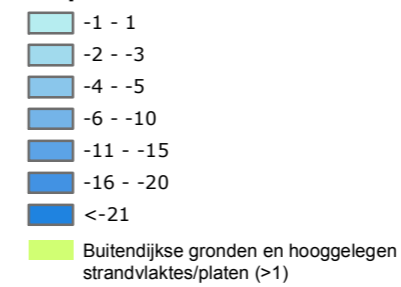 -1 - 1
-2 - -3
-4 - -5
-6 - -10
-11 - -15
-16 - -20
<-21
Buitendijkse gronden en hooggelegen
strandvlaktes/platen (>1)